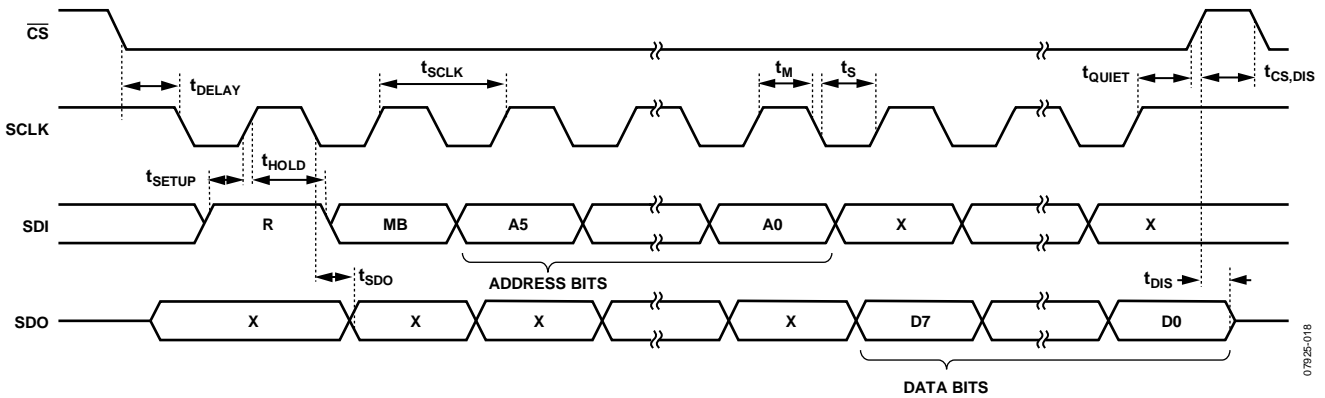 CS
tDELAY
tSCLK
tM
tS
tQUIET
tCS,DIS
SCLK
tSETUP
tHOLD
SDI
R
MB
A5
A0
X
X
tSDO
ADDRESS BITS
tDIS
SDO
X
X
X
X
D7
D0
DATA BITS
07925-018